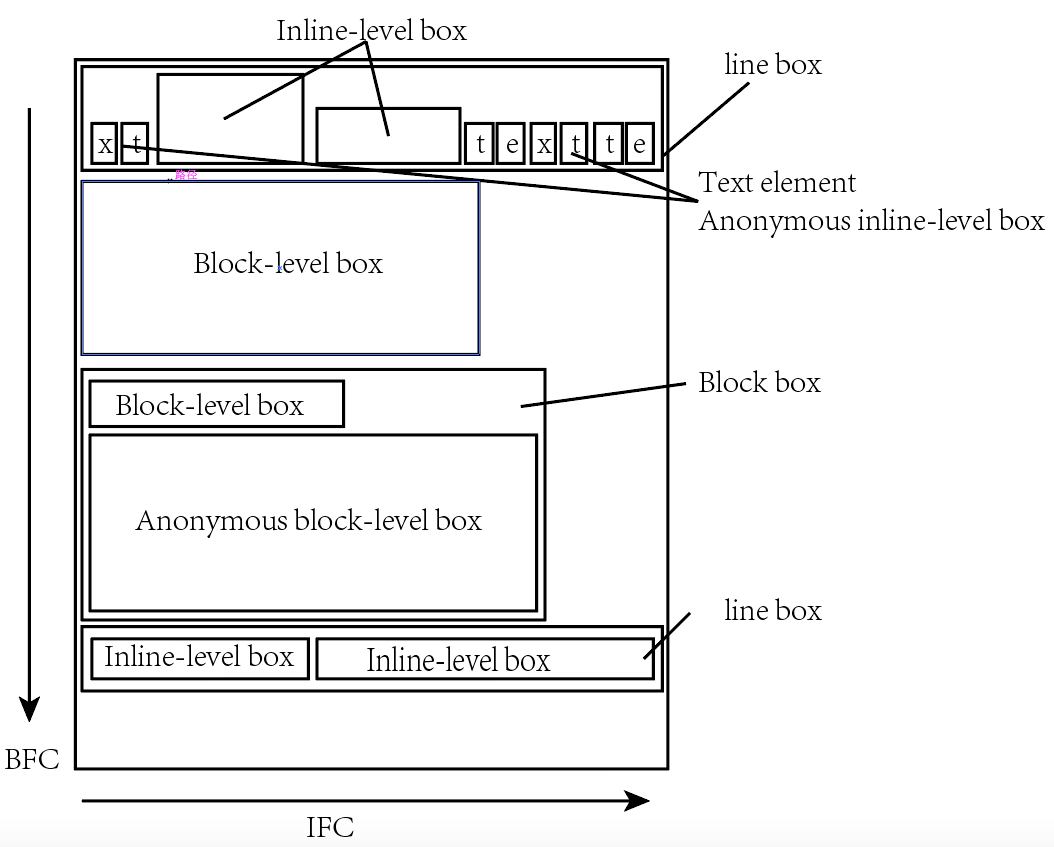 Inline-level box
line box
x t t e x t t e
路径
Text element
Anonymous inline-level box
Block-level box
Block box
Block-level box
Anonymous block-level box
line box
Inline-level box Inline-level box
BFC
IFC